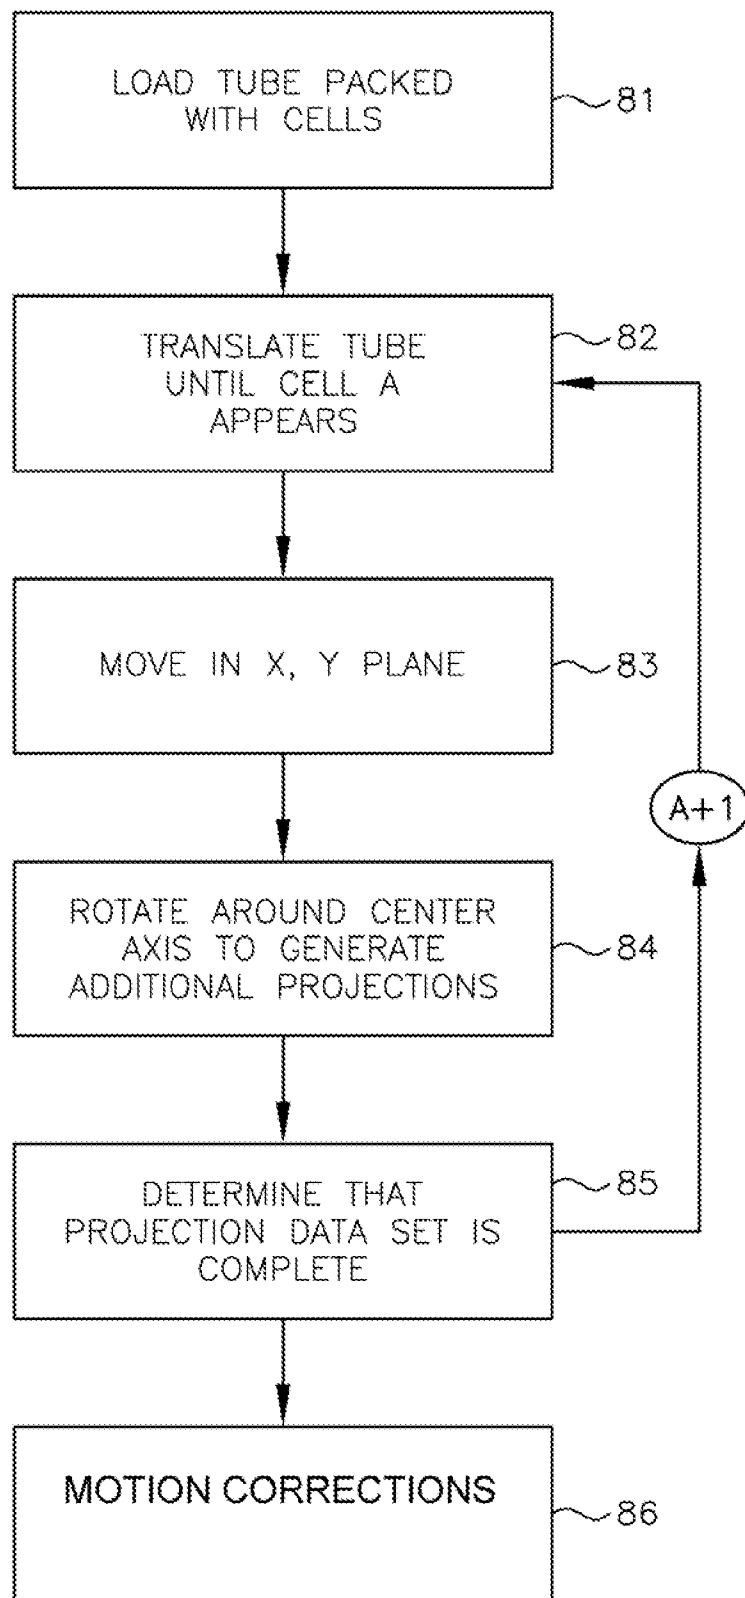 LOAD TUBE PACKED
WITH CELLS
81
TRANSLATE TUBE
UNTIL CELL A
APPEARS
82
MOVE IN X, Y PLANE
83
A+1
ROTATE AROUND CENTER
AXIS TO GENERATE
ADDITIONAL PROJECTIONS
84
DETERMINE THAT
PROJECTION DATA SET IS
COMPLETE
85
MOTION CORRECTIONS
86